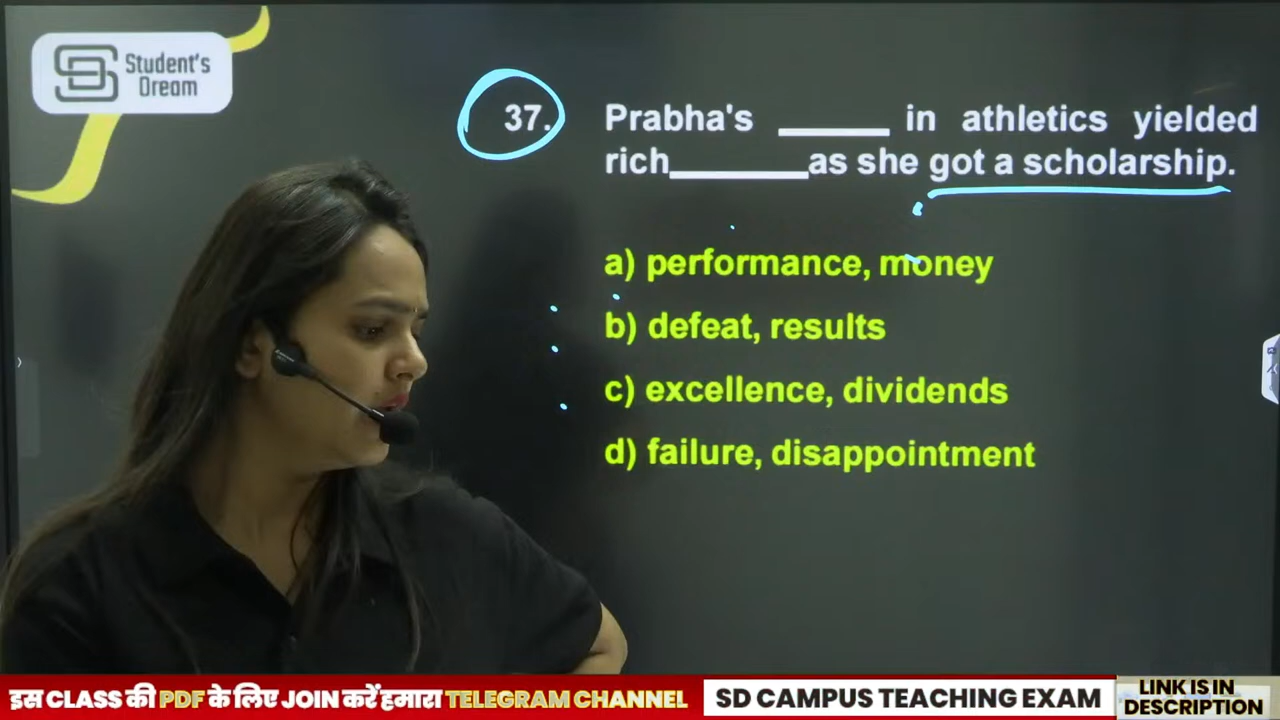 Student's
Dream
37. Prabha's ______ in athletics yielded
rich________as she got a scholarship.
a) performance, money
b) defeat, results
c) excellence, dividends
d) failure, disappointment
इस CLASS की PDF के लिए JOIN करें हमारा TELEGRAM CHANNEL
SD CAMPUS TEACHING EXAM
LINK IS IN
DESCRIPTION